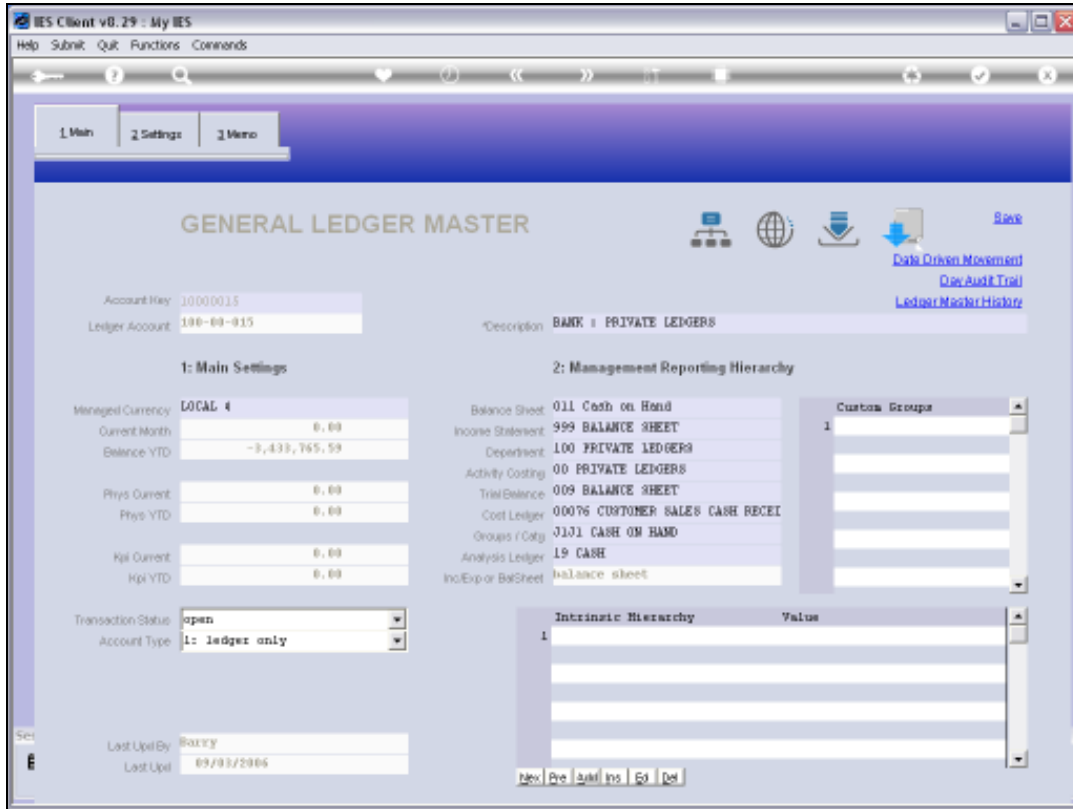 IES Client v8.29 : My IES
Help Submit Quit Functions Commands
1 Main 2 Settings 3 Memo
GENERAL LEDGER MASTER
Save
Date Driven Movement
Day Audit Trail
Ledger Master History
Account Key 10000015
Ledger Account 100-00-015
*Description BANK : PRIVATE LEDGERS
1: Main Settings
2: Management Reporting Hierarchy
Managed Currency LOCAL 4
Current Month 0.00
Balance YTD -3,433,765.59
Phys Current 0.00
Phys YTD 0.00
Kpi Current 0.00
Kpi YTD 0.00
Transaction Status open
Account Type 1: ledger only
Balance Sheet 011 Cash on Hand
Income Statement 999 BALANCE SHEET
Department 100 PRIVATE LEDGERS
Activity Costing 00 PRIVATE LEDGERS
Trial Balance 009 BALANCE SHEET
Cost Ledger 00076 CUSTOMER SALES CASH RECEI
Groups / Catg J1J1 CASH ON HAND
Analysis Ledger 19 CASH
Inc/Exp or BalSheet balance sheet
Custom Groups
1
Intrinsic Hierarchy Value
1
Last Upd By Barry
Last Upd 09/03/2006
Nex Pre Add Ins Ed Del